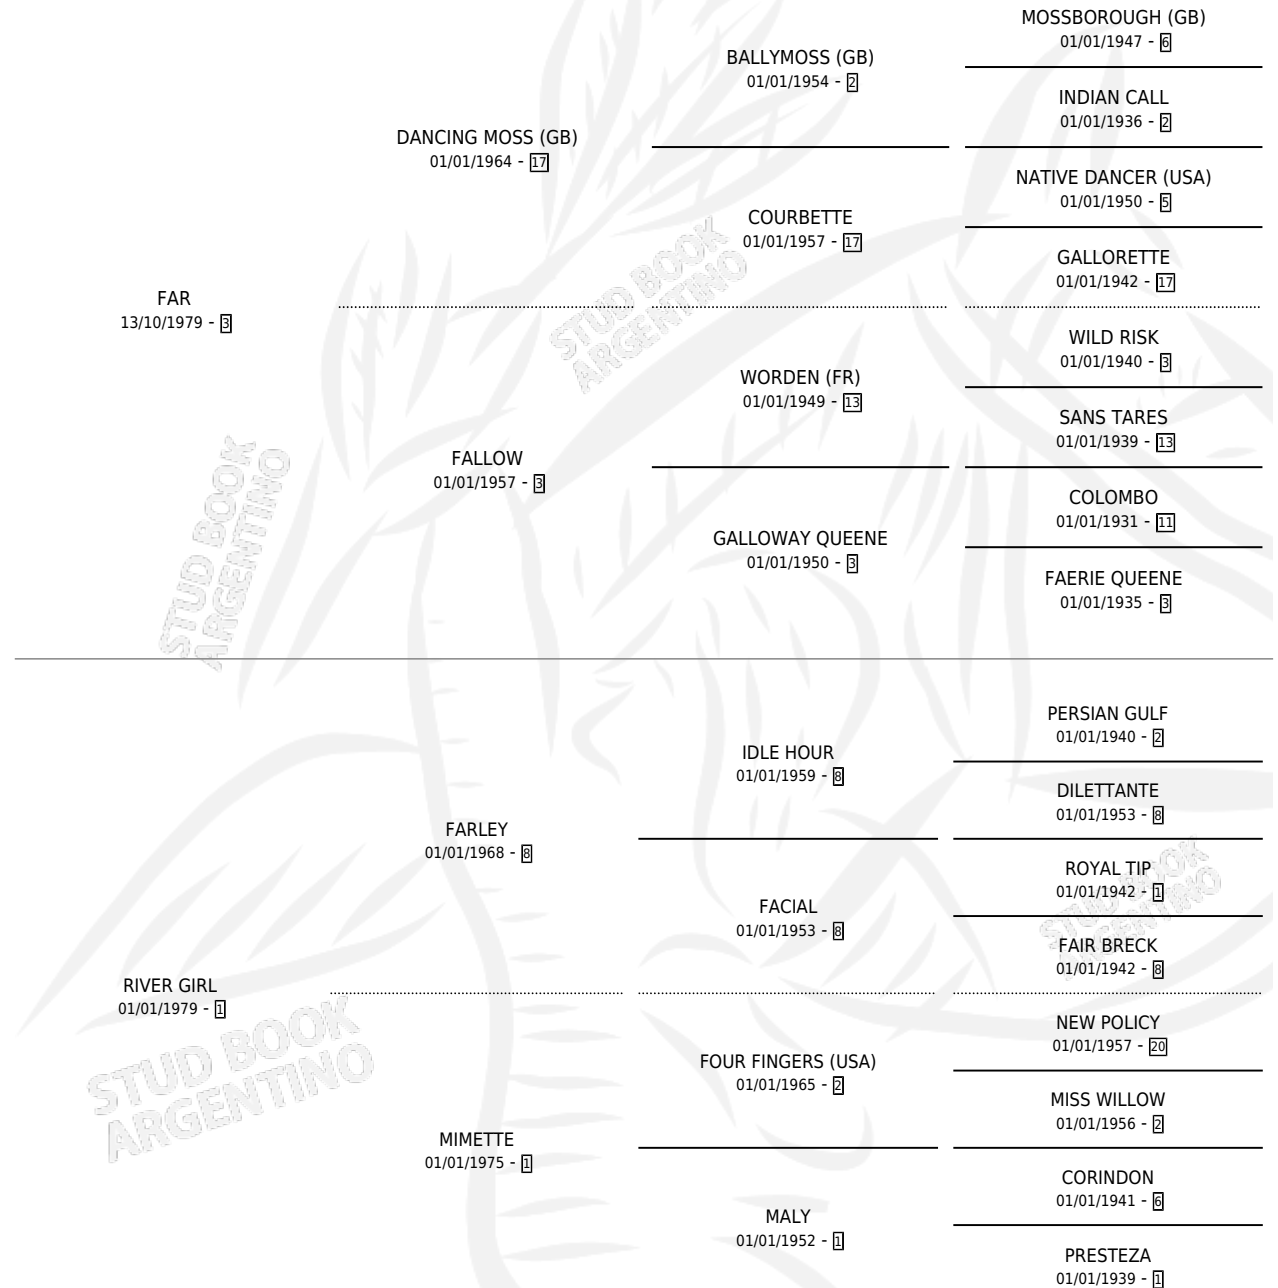 MOSSBOROUGH (GB)
01/01/1947 - 6
BALLYMOSS (GB)
01/01/1954 - 2
INDIAN CALL
01/01/1936 - 2
DANCING MOSS (GB)
01/01/1964 - 17
NATIVE DANCER (USA)
01/01/1950 - 5
COURBETTE
01/01/1957 - 17
GALLORETTE
01/01/1942 - 17
FAR
13/10/1979 - 3
WILD RISK
01/01/1940 - 3
WORDEN (FR)
01/01/1949 - 13
SANS TARES
01/01/1939 - 13
FALLOW
01/01/1957 - 3
COLOMBO
01/01/1931 - 11
GALLOWAY QUEENE
01/01/1950 - 3
FAERIE QUEENE
01/01/1935 - 3
PERSIAN GULF
01/01/1940 - 2
IDLE HOUR
01/01/1959 - 8
DILETTANTE
01/01/1953 - 8
FARLEY
01/01/1968 - 8
ROYAL TIP
01/01/1942 - 1
FACIAL
01/01/1953 - 8
FAIR BRECK
01/01/1942 - 8
RIVER GIRL
01/01/1979 - 1
NEW POLICY
01/01/1957 - 20
FOUR FINGERS (USA)
01/01/1965 - 2
MISS WILLOW
01/01/1956 - 2
MIMETTE
01/01/1975 - 1
CORINDON
01/01/1941 - 6
MALY
01/01/1952 - 1
PRESTEZA
01/01/1939 - 1
STUD BOOK
ARGENTINO
STUD BOOK
ARGENTINO
STUD BOOK
ARGENTINO
STUD BOOK
ARGENTINO